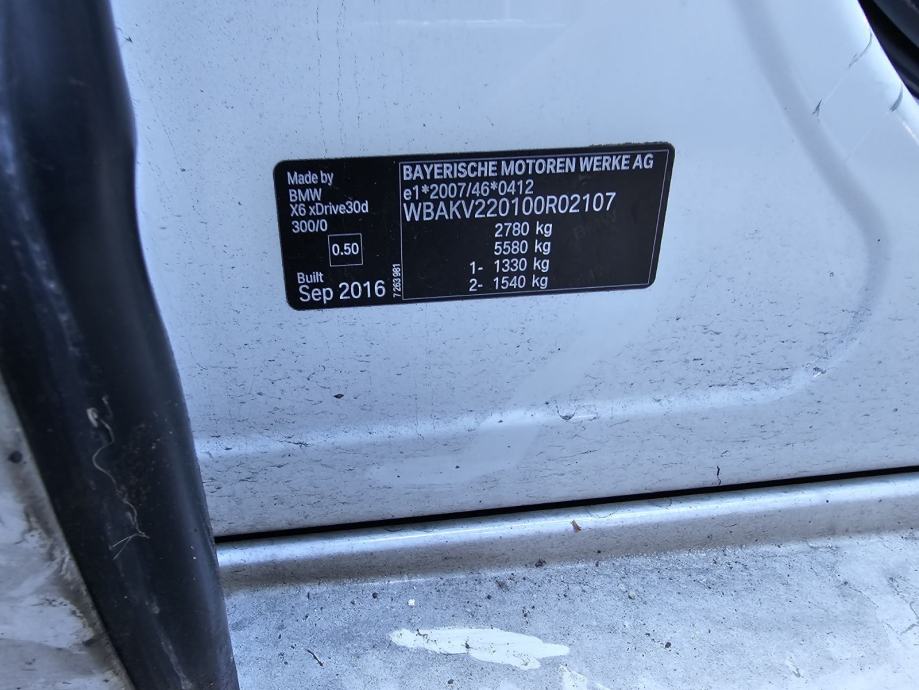 Made by
BMW
X6 xDrive30d
300/0
0.50
Built
Sep 2016
7 263 981
BAYERISCHE MOTOREN WERKE AG
e1*2007/46*0412
WBAKV220100R02107
2780 kg
5580 kg
1- 1330 kg
2- 1540 kg